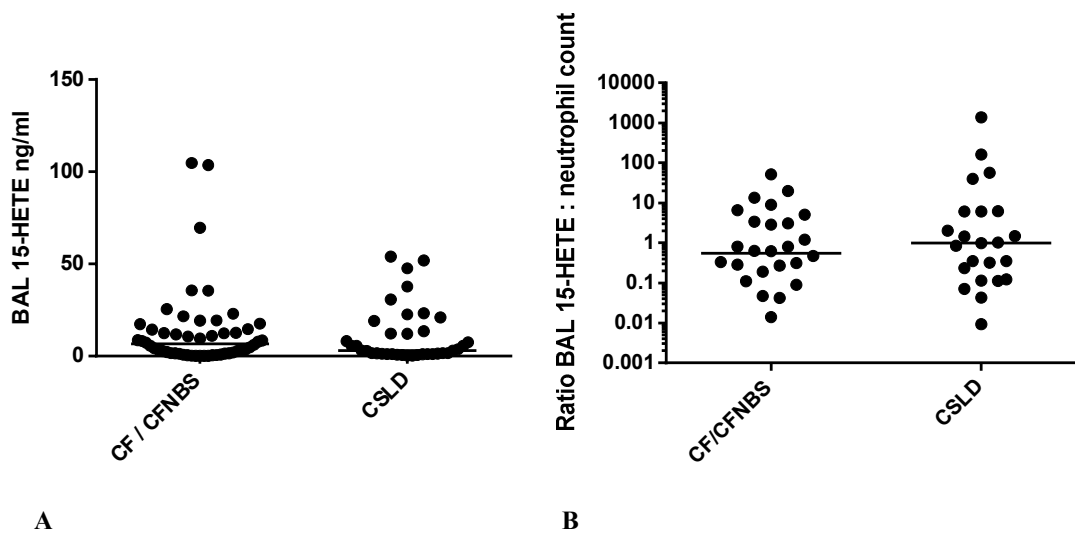 BAL 15-HETE ng/ml
150
100
50
0
CF / CFNBS
CSLD
A
Ratio BAL 15-HETE : neutrophil count
10000
1000
100
10
1
0.1
0.01
0.001
CF/CFNBS
CSLD
B